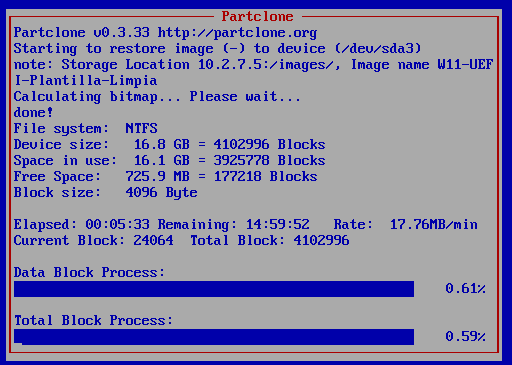 Partclone
Partclone v0.3.33 http://partclone.org
Starting to restore image (-) to device (/dev/sda3)
note: Storage Location 10.2.7.5:/images/, Image name W11-UEF
I-Plantilla-Limpia
Calculating bitmap... Please wait...
done!
File system:  NTFS
Device size:   16.8 GB = 4102996 Blocks
Space in use:  16.1 GB = 3925778 Blocks
Free Space:   725.9 MB = 177218 Blocks
Block size:   4096 Byte
Elapsed: 00:05:33 Remaining: 14:59:52   Rate:  17.76MB/min
Current Block: 24064  Total Block: 4102996
Data Block Process:
0.61%
Total Block Process:
0.59%